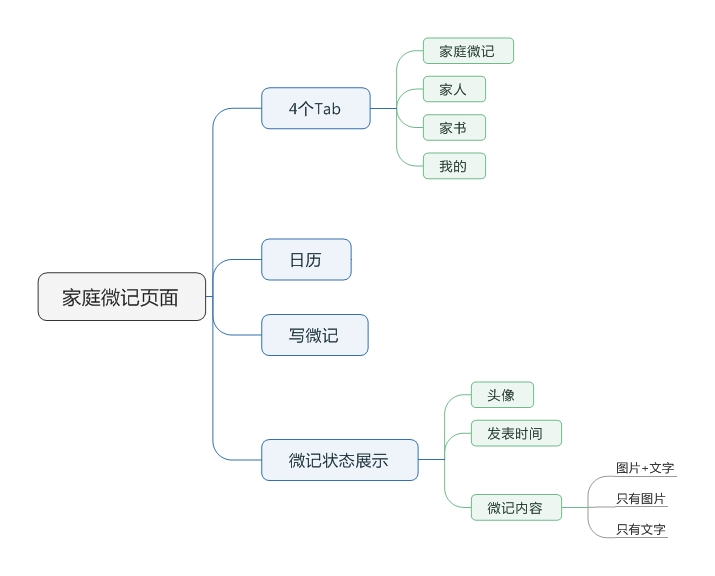 家庭微记页面
4个Tab
家庭微记
家人
家书
我的
日历
写微记
微记状态展示
头像
发表时间
微记内容
图片+文字
只有图片
只有文字